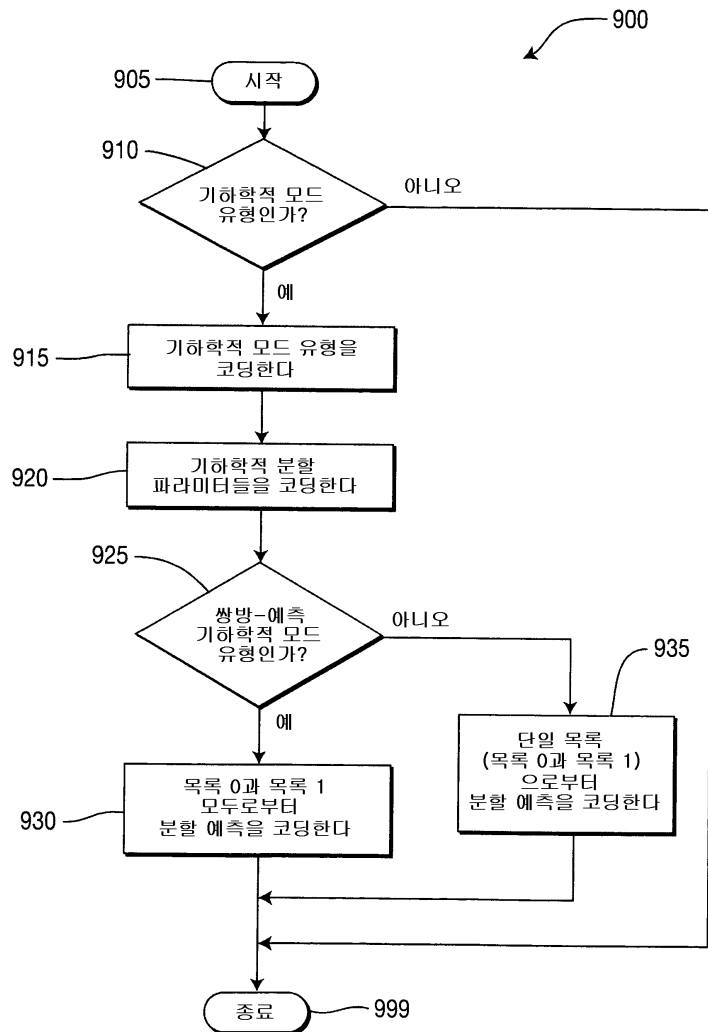 900
905
시작
910
기하학적 모드
유형인가?
아니오
예
915
기하학적 모드 유형을
코딩한다
920
기하학적 분할
파라미터들을 코딩한다
925
쌍방-예측
기하학적 모드
유형인가?
아니오
예
935
단일 목록
(목록 0과 목록 1)
으로부터
분할 예측을 코딩한다
930
목록 0과 목록 1
모두로부터
분할 예측을 코딩한다
종료
999